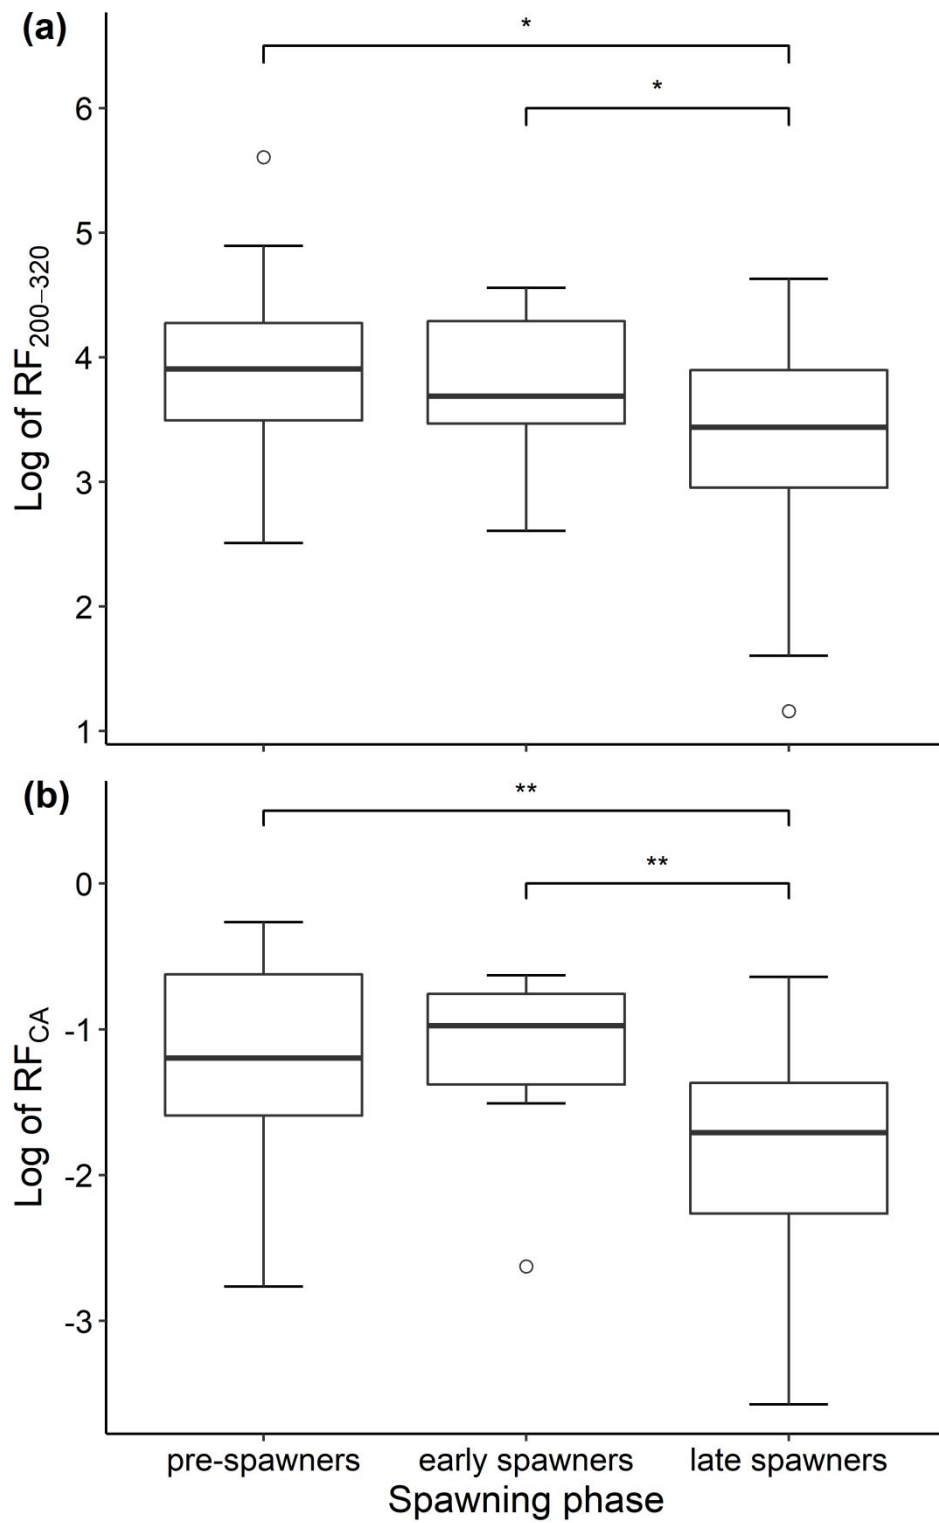 (a)
*
*
6
5
4
3
2
1
Log of RF200–320
(b)
**
**
0
-1
-2
-3
Log of RFCA
pre-spawners early spawners late spawners
Spawning phase